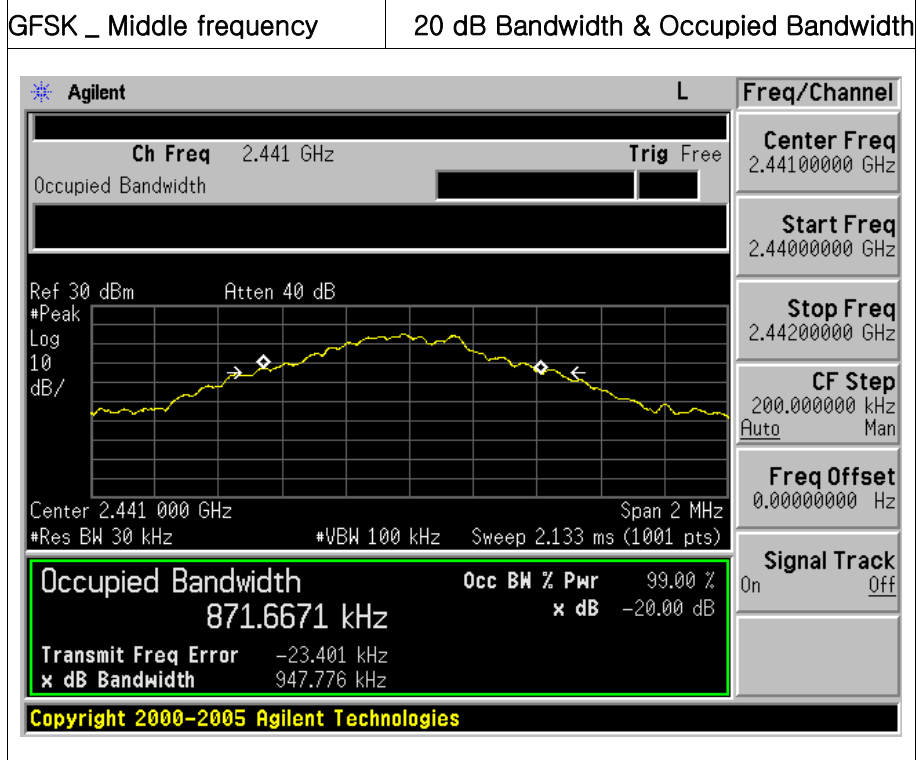 GFSK _ Middle frequency
20 dB Bandwidth & Occupied Bandwidth
Agilent
L
Freq/Channel
Ch Freq 2.441 GHz
Trig Free
Occupied Bandwidth
Center Freq
2.44100000 GHz
Start Freq
2.44000000 GHz
Stop Freq
2.44200000 GHz
CF Step
200.000000 kHz
Auto Man
Freq Offset
0.00000000 Hz
Signal Track
On Off
Ref 30 dBm
Atten 40 dB
#Peak
Log
10
dB/
Center 2.441 000 GHz
Span 2 MHz
#Res BW 30 kHz
#VBW 100 kHz
Sweep 2.133 ms (1001 pts)
Occupied Bandwidth
871.6671 kHz
Occ BW % Pwr 99.00 %
x dB -20.00 dB
Transmit Freq Error -23.401 kHz
x dB Bandwidth 947.776 kHz
Copyright 2000-2005 Agilent Technologies